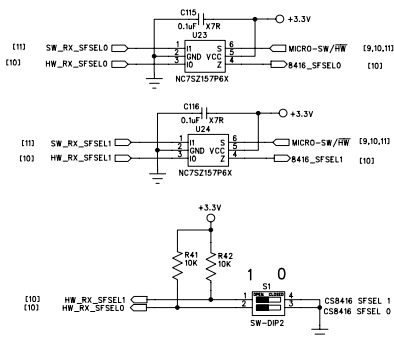 C115
0.1uF X7R
+3.3V
U23
[11] SW_RX_SFSEL0 1 I1 S 6 MICRO-SW/HW [9,10,11]
2 GND VCC 5
[10] HW_RX_SFSEL0 3 I0 Z 4 8416_SFSEL0 [10]
NC7SZ157P6X
C116
0.1uF X7R
+3.3V
U24
[11] SW_RX_SFSEL1 1 I1 S 6 MICRO-SW/HW [9,10,11]
2 GND VCC 5
[10] HW_RX_SFSEL1 3 I0 Z 4 8416_SFSEL1 [10]
NC7SZ157P6X
+3.3V
R41 R42
10K 10K
1 0
S1
OPEN CLOSED
[10] HW_RX_SFSEL1 1 4 CS8416 SFSEL 1
[10] HW_RX_SFSEL0 2 3 CS8416 SFSEL 0
SW-DIP2